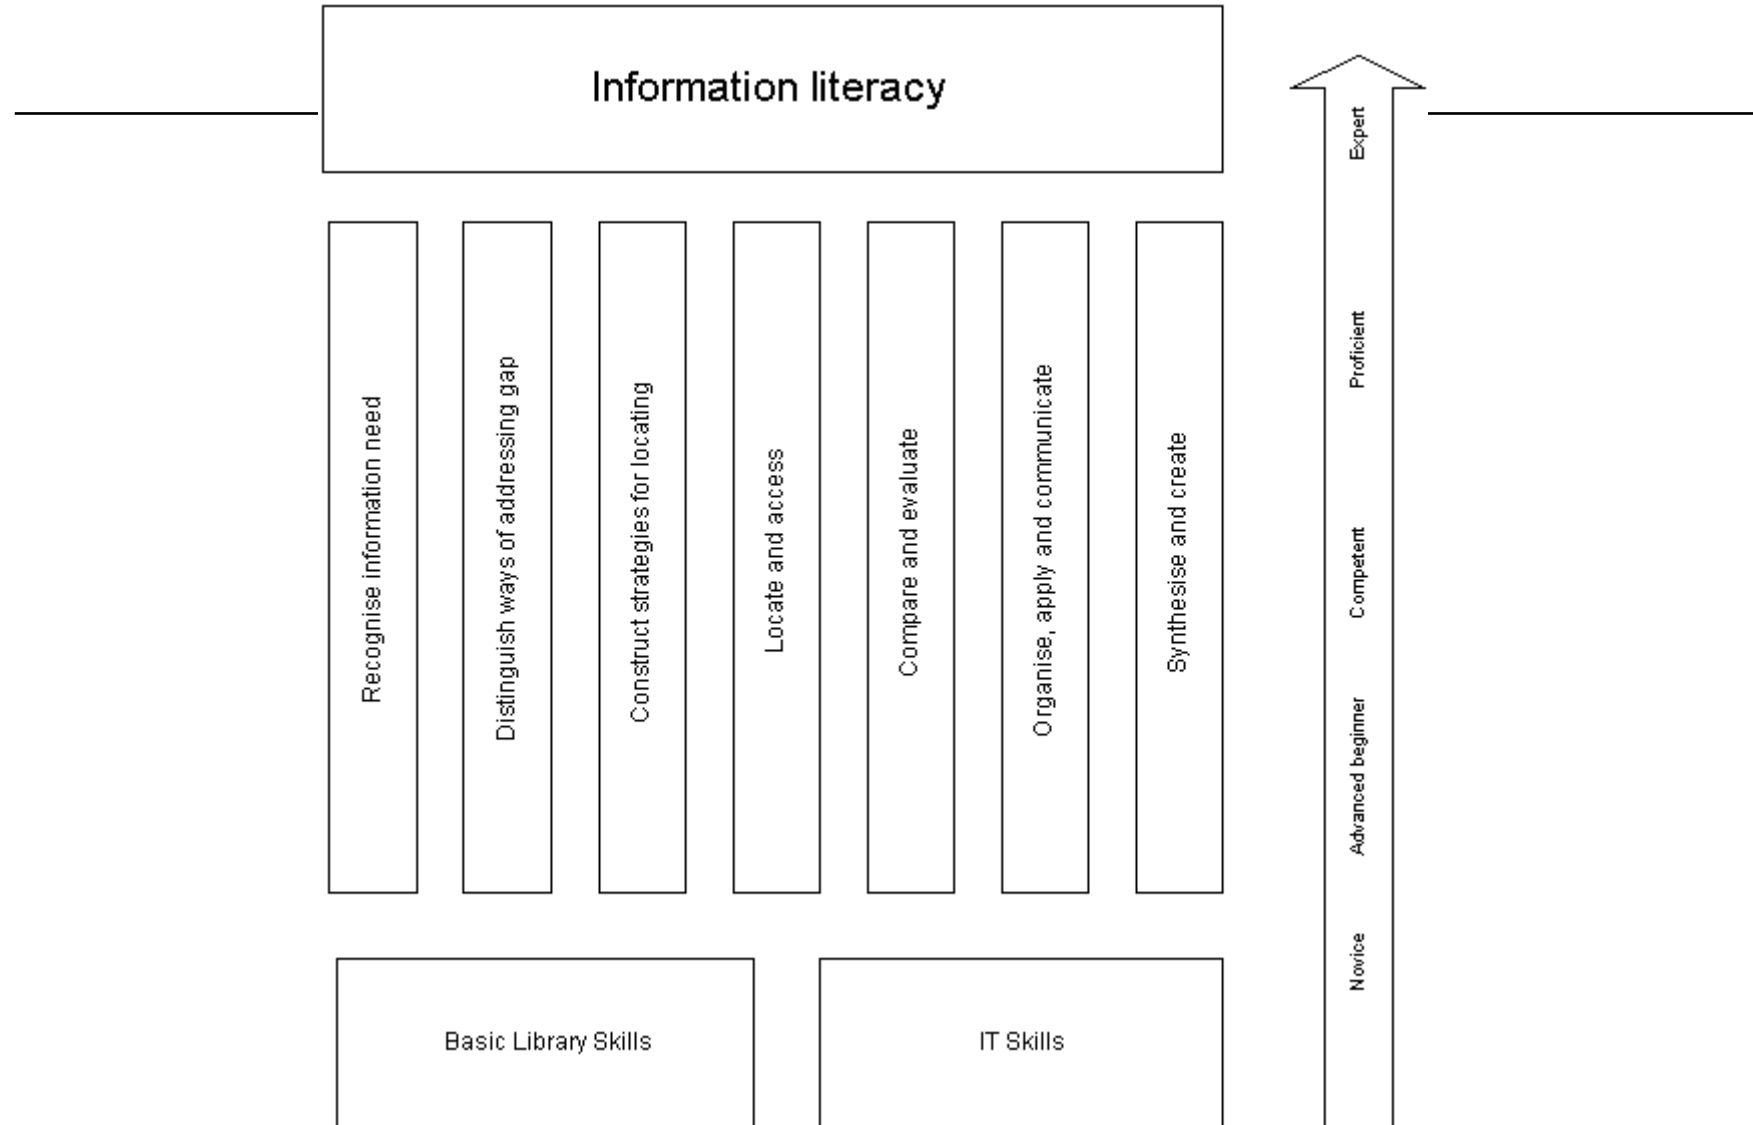 Information literacy
Recognise information need
Distinguish ways of addressing gap
Construct strategies for locating
Locate and access
Compare and evaluate
Organise, apply and communicate
Synthesise and create
Basic Library Skills
IT Skills
Expert
Proficient
Competent
Advanced beginner
Novice